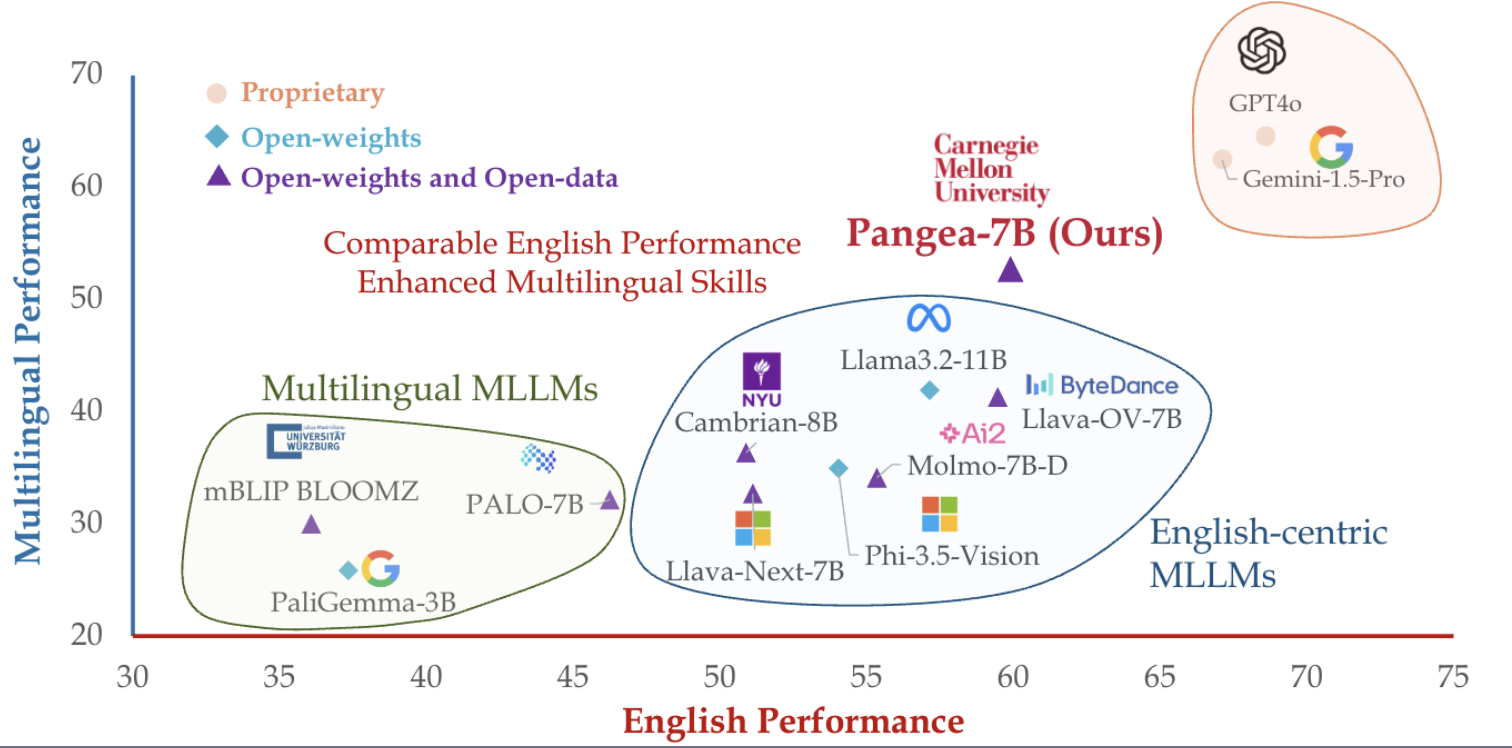 70
60
50
40
30
20
Multilingual Performance
Proprietary
Open-weights
Open-weights and Open-data
Comparable English Performance
Enhanced Multilingual Skills
Carnegie
Mellon
University
Pangea-7B (Ours)
GPT4o
Gemini-1.5-Pro
Multilingual MLLMs
UNIVERSITÄT
WÜRZBURG
mBLIP BLOOMZ
PALO-7B
PaliGemma-3B
NYU
Cambrian-8B
Llama3.2-11B
ByteDance
Llava-OV-7B
Ai2
Molmo-7B-D
Llava-Next-7B
Phi-3.5-Vision
English-centric
MLLMs
30 35 40 45 50 55 60 65 70 75
English Performance